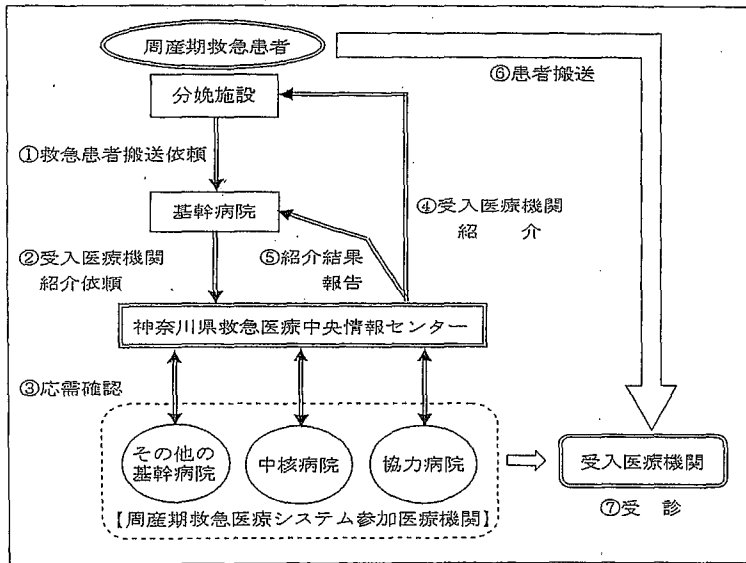 周産期救急患者
⑥患者搬送
分娩施設
①救急患者搬送依頼
基幹病院
④受入医療機関
紹　介
②受入医療機関
紹介依頼
⑤紹介結果
報告
神奈川県救急医療中央情報センター
③応需確認
その他の
基幹病院
中核病院
協力病院
受入医療機関
【周産期救急医療システム参加医療機関】
⑦受　診